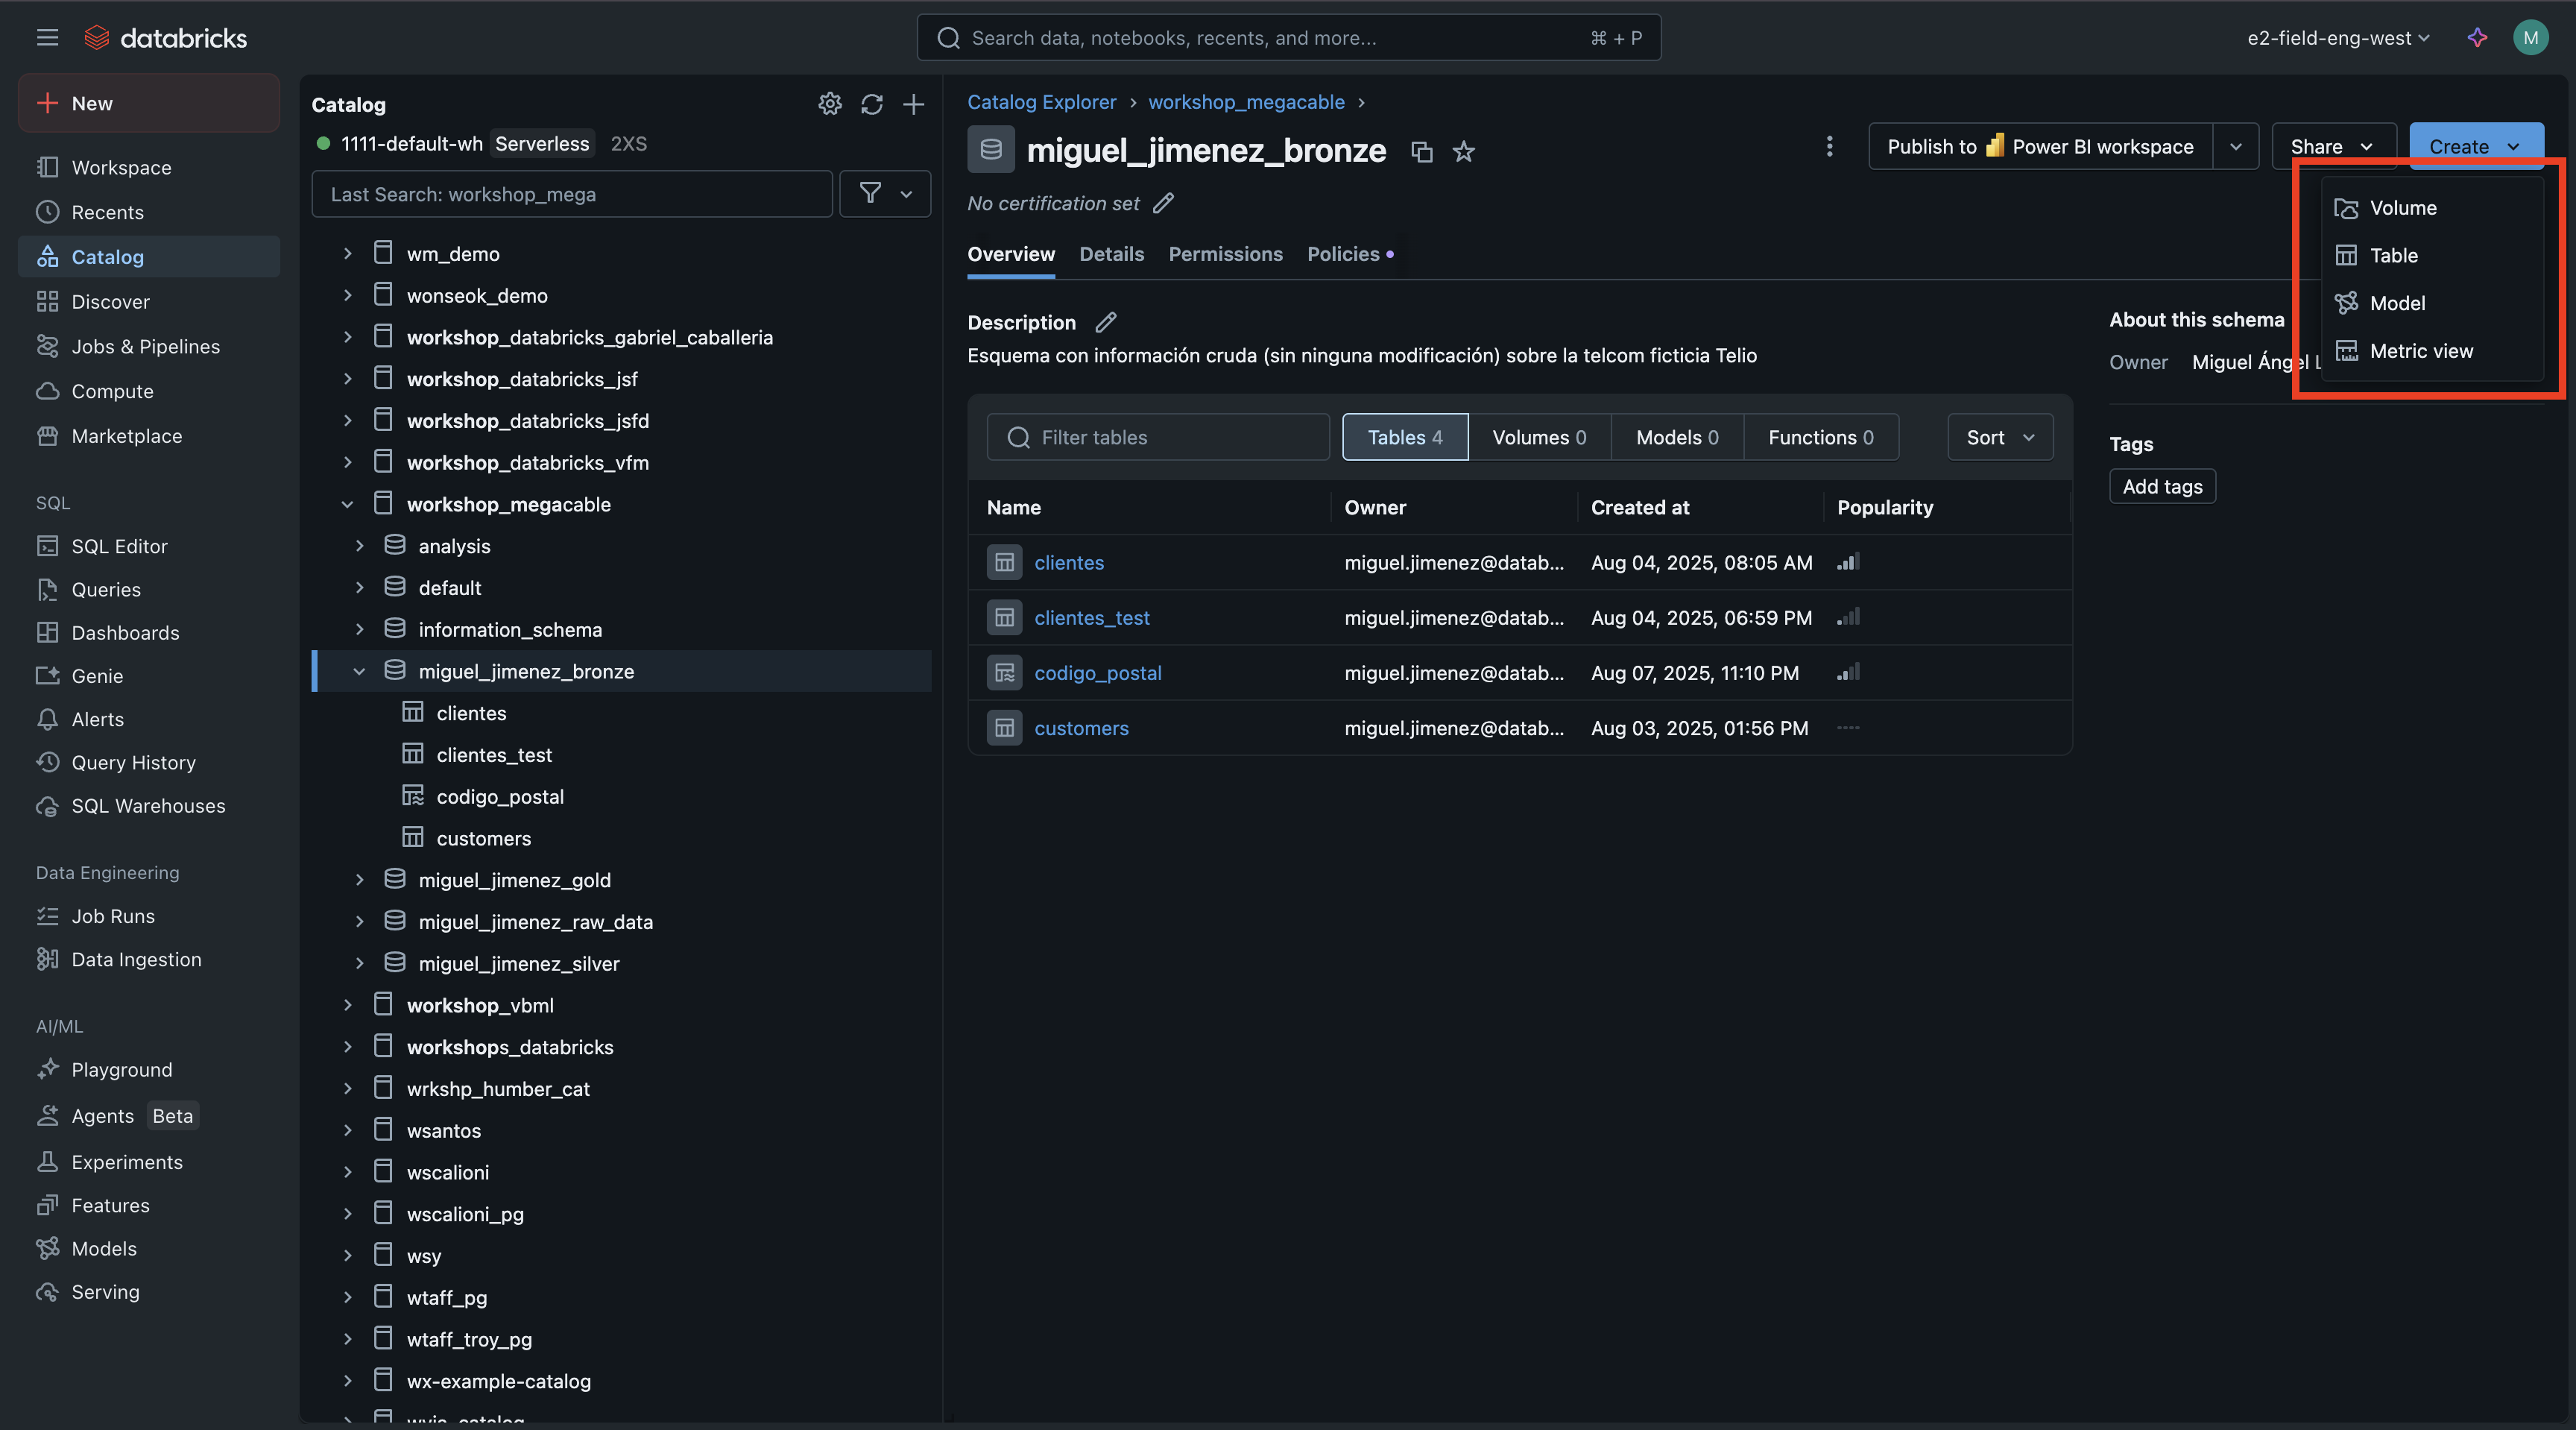 databricks
Search data, notebooks, recents, and more...
⌘ + P
e2-field-eng-west
M
New
Workspace
Recents
Catalog
Discover
Jobs & Pipelines
Compute
Marketplace
SQL
SQL Editor
Queries
Dashboards
Genie
Alerts
Query History
SQL Warehouses
Data Engineering
Job Runs
Data Ingestion
AI/ML
Playground
Agents Beta
Experiments
Features
Models
Serving
Catalog
1111-default-wh Serverless 2XS
Last Search: workshop_mega
wm_demo
wonseok_demo
workshop_databricks_gabriel_caballeria
workshop_databricks_jsf
workshop_databricks_jsfd
workshop_databricks_vfm
workshop_megacable
analysis
default
information_schema
miguel_jimenez_bronze
clientes
clientes_test
codigo_postal
customers
miguel_jimenez_gold
miguel_jimenez_raw_data
miguel_jimenez_silver
workshop_vbml
workshops_databricks
wrkshp_humber_cat
wsantos
wscalioni
wscalioni_pg
wsy
wtaff_pg
wtaff_troy_pg
wx-example-catalog
Catalog Explorer › workshop_megacable ›
miguel_jimenez_bronze
Publish to Power BI workspace
Share
Create
No certification set
Volume
Table
Model
Metric view
Overview Details Permissions Policies
Description
Esquema con información cruda (sin ninguna modificación) sobre la telcom ficticia Telio
About this schema
Owner Miguel Ángel
Tags
Add tags
Filter tables
Tables 4 Volumes 0 Models 0 Functions 0
Sort
Name Owner Created at Popularity
clientes miguel.jimenez@datab... Aug 04, 2025, 08:05 AM
clientes_test miguel.jimenez@datab... Aug 04, 2025, 06:59 PM
codigo_postal miguel.jimenez@datab... Aug 07, 2025, 11:10 PM
customers miguel.jimenez@datab... Aug 03, 2025, 01:56 PM